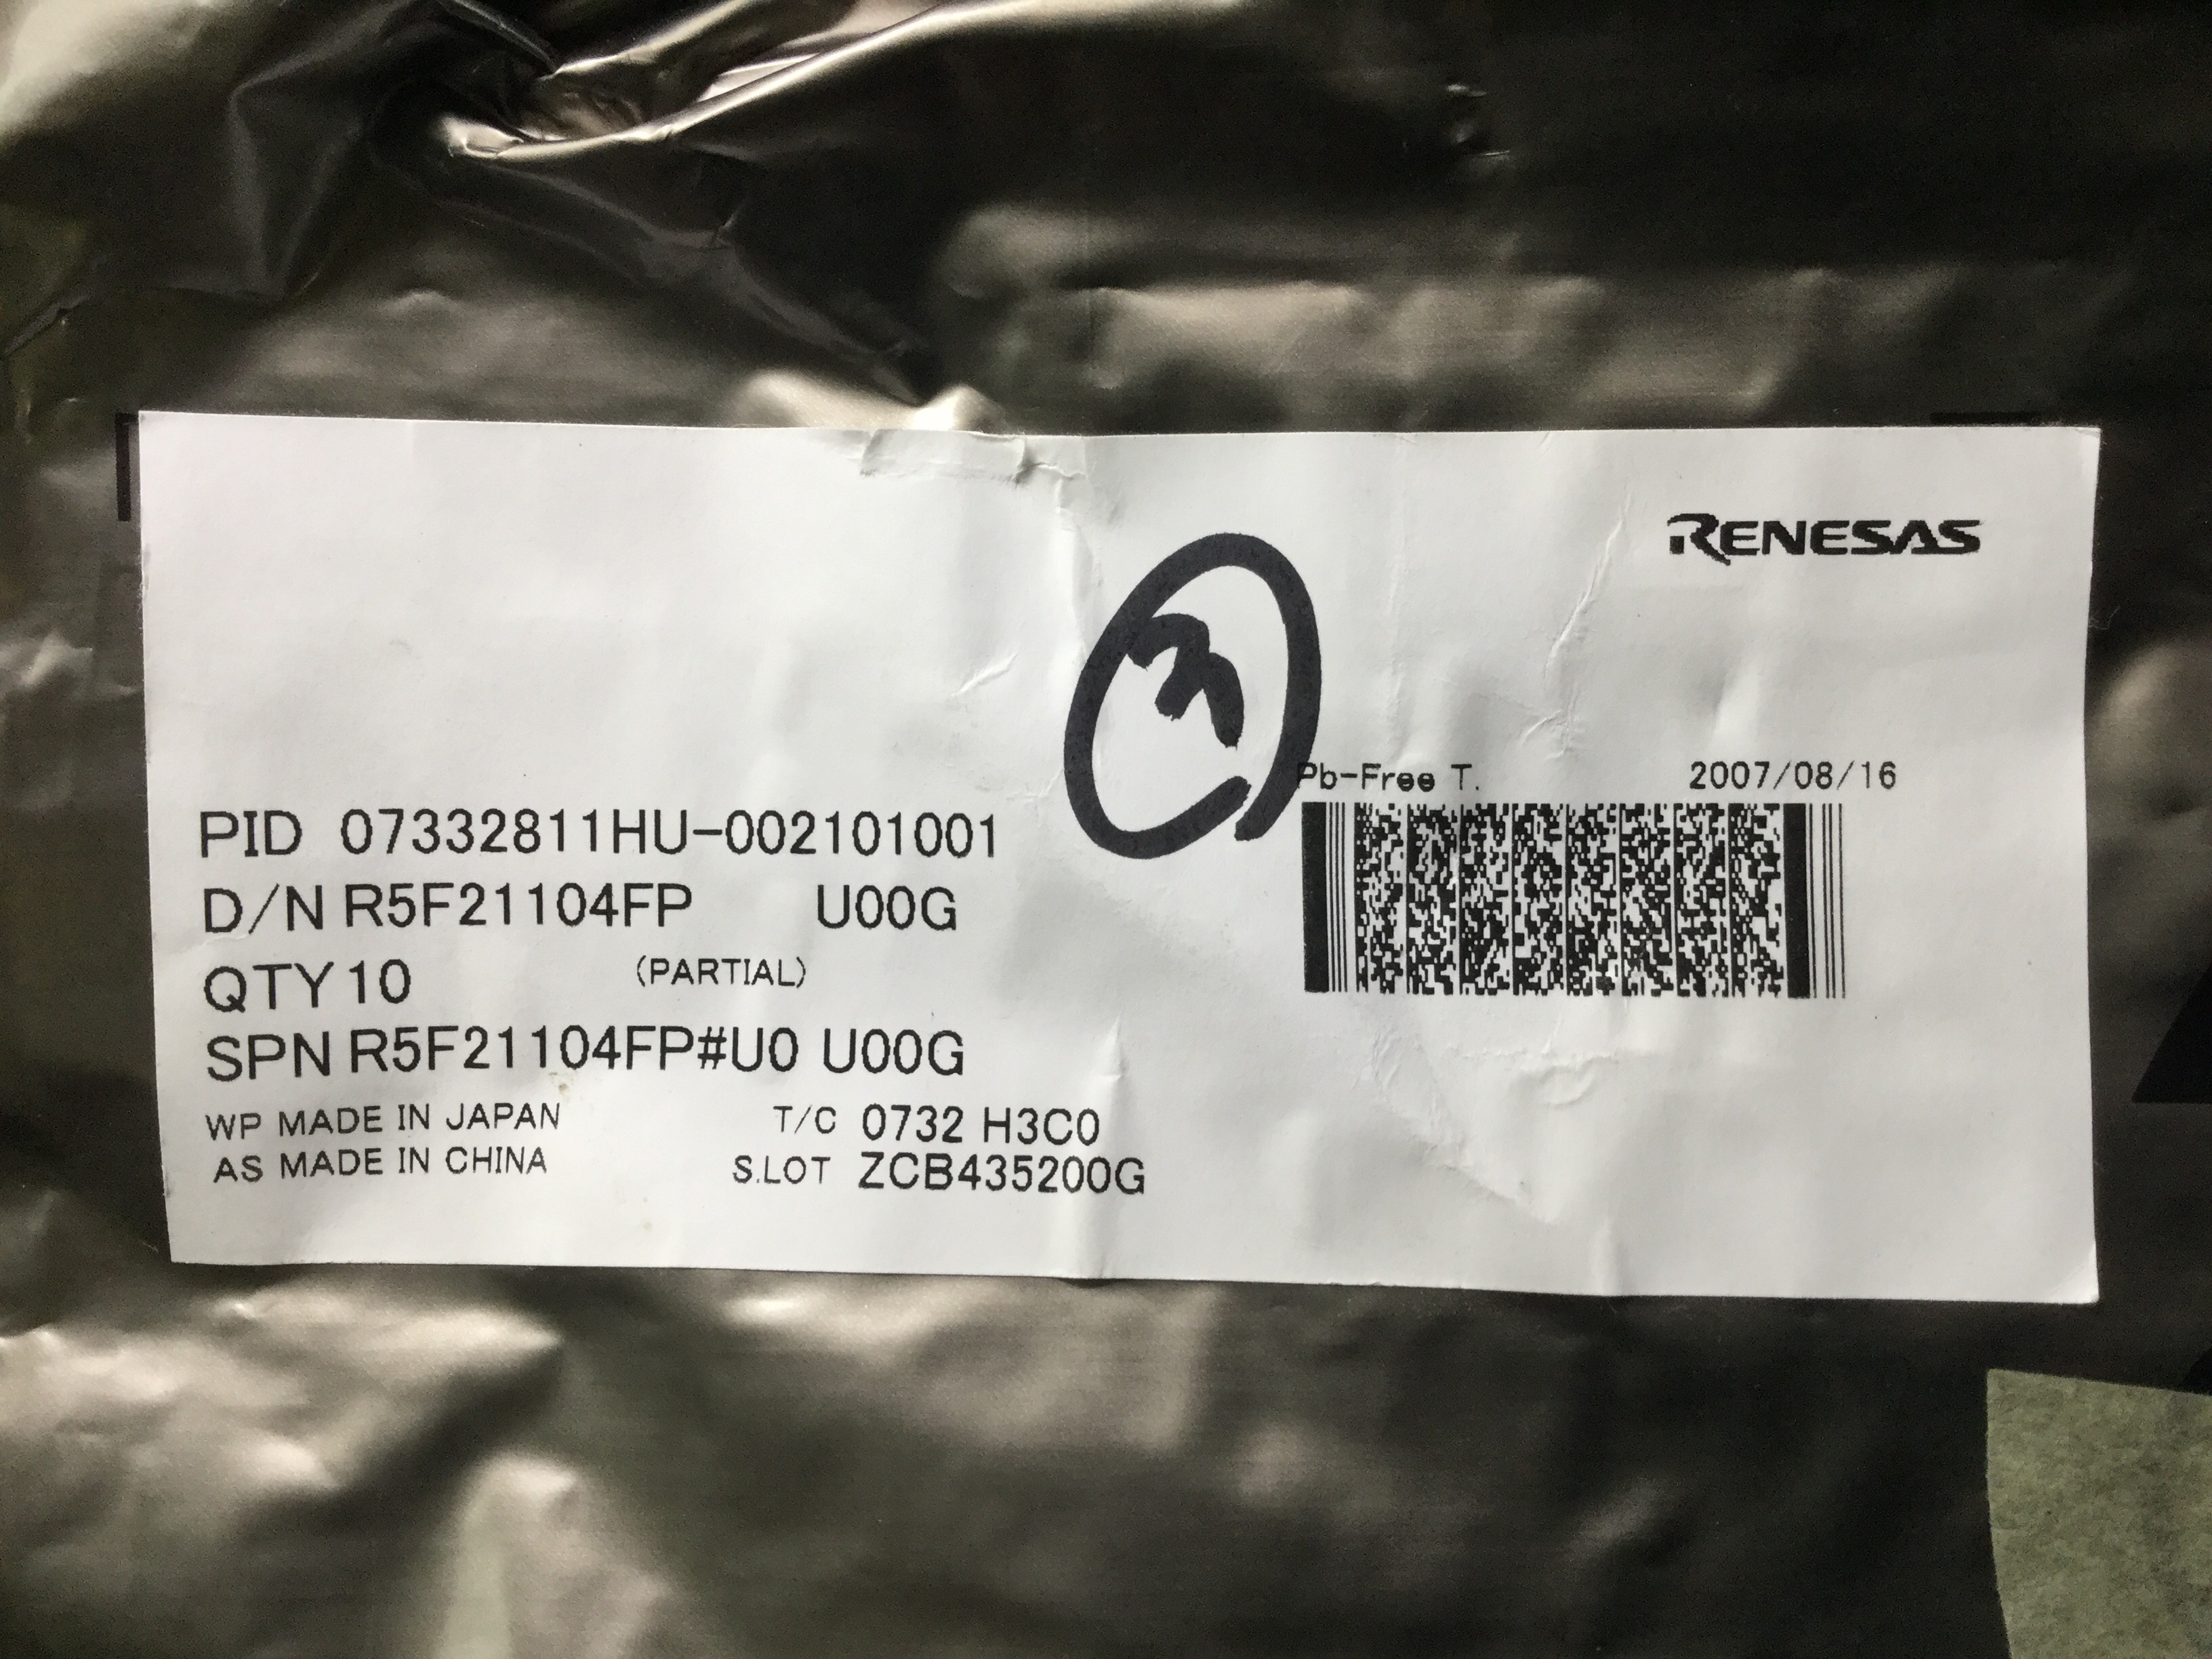 RENESAS
3
Pb-Free T. 2007/08/16
PID 07332811HU-002101001
D/N R5F21104FP U00G
QTY 10 (PARTIAL)
SPN R5F21104FP#U0 U00G
WP MADE IN JAPAN T/C 0732 H3C0
AS MADE IN CHINA S.LOT ZCB435200G